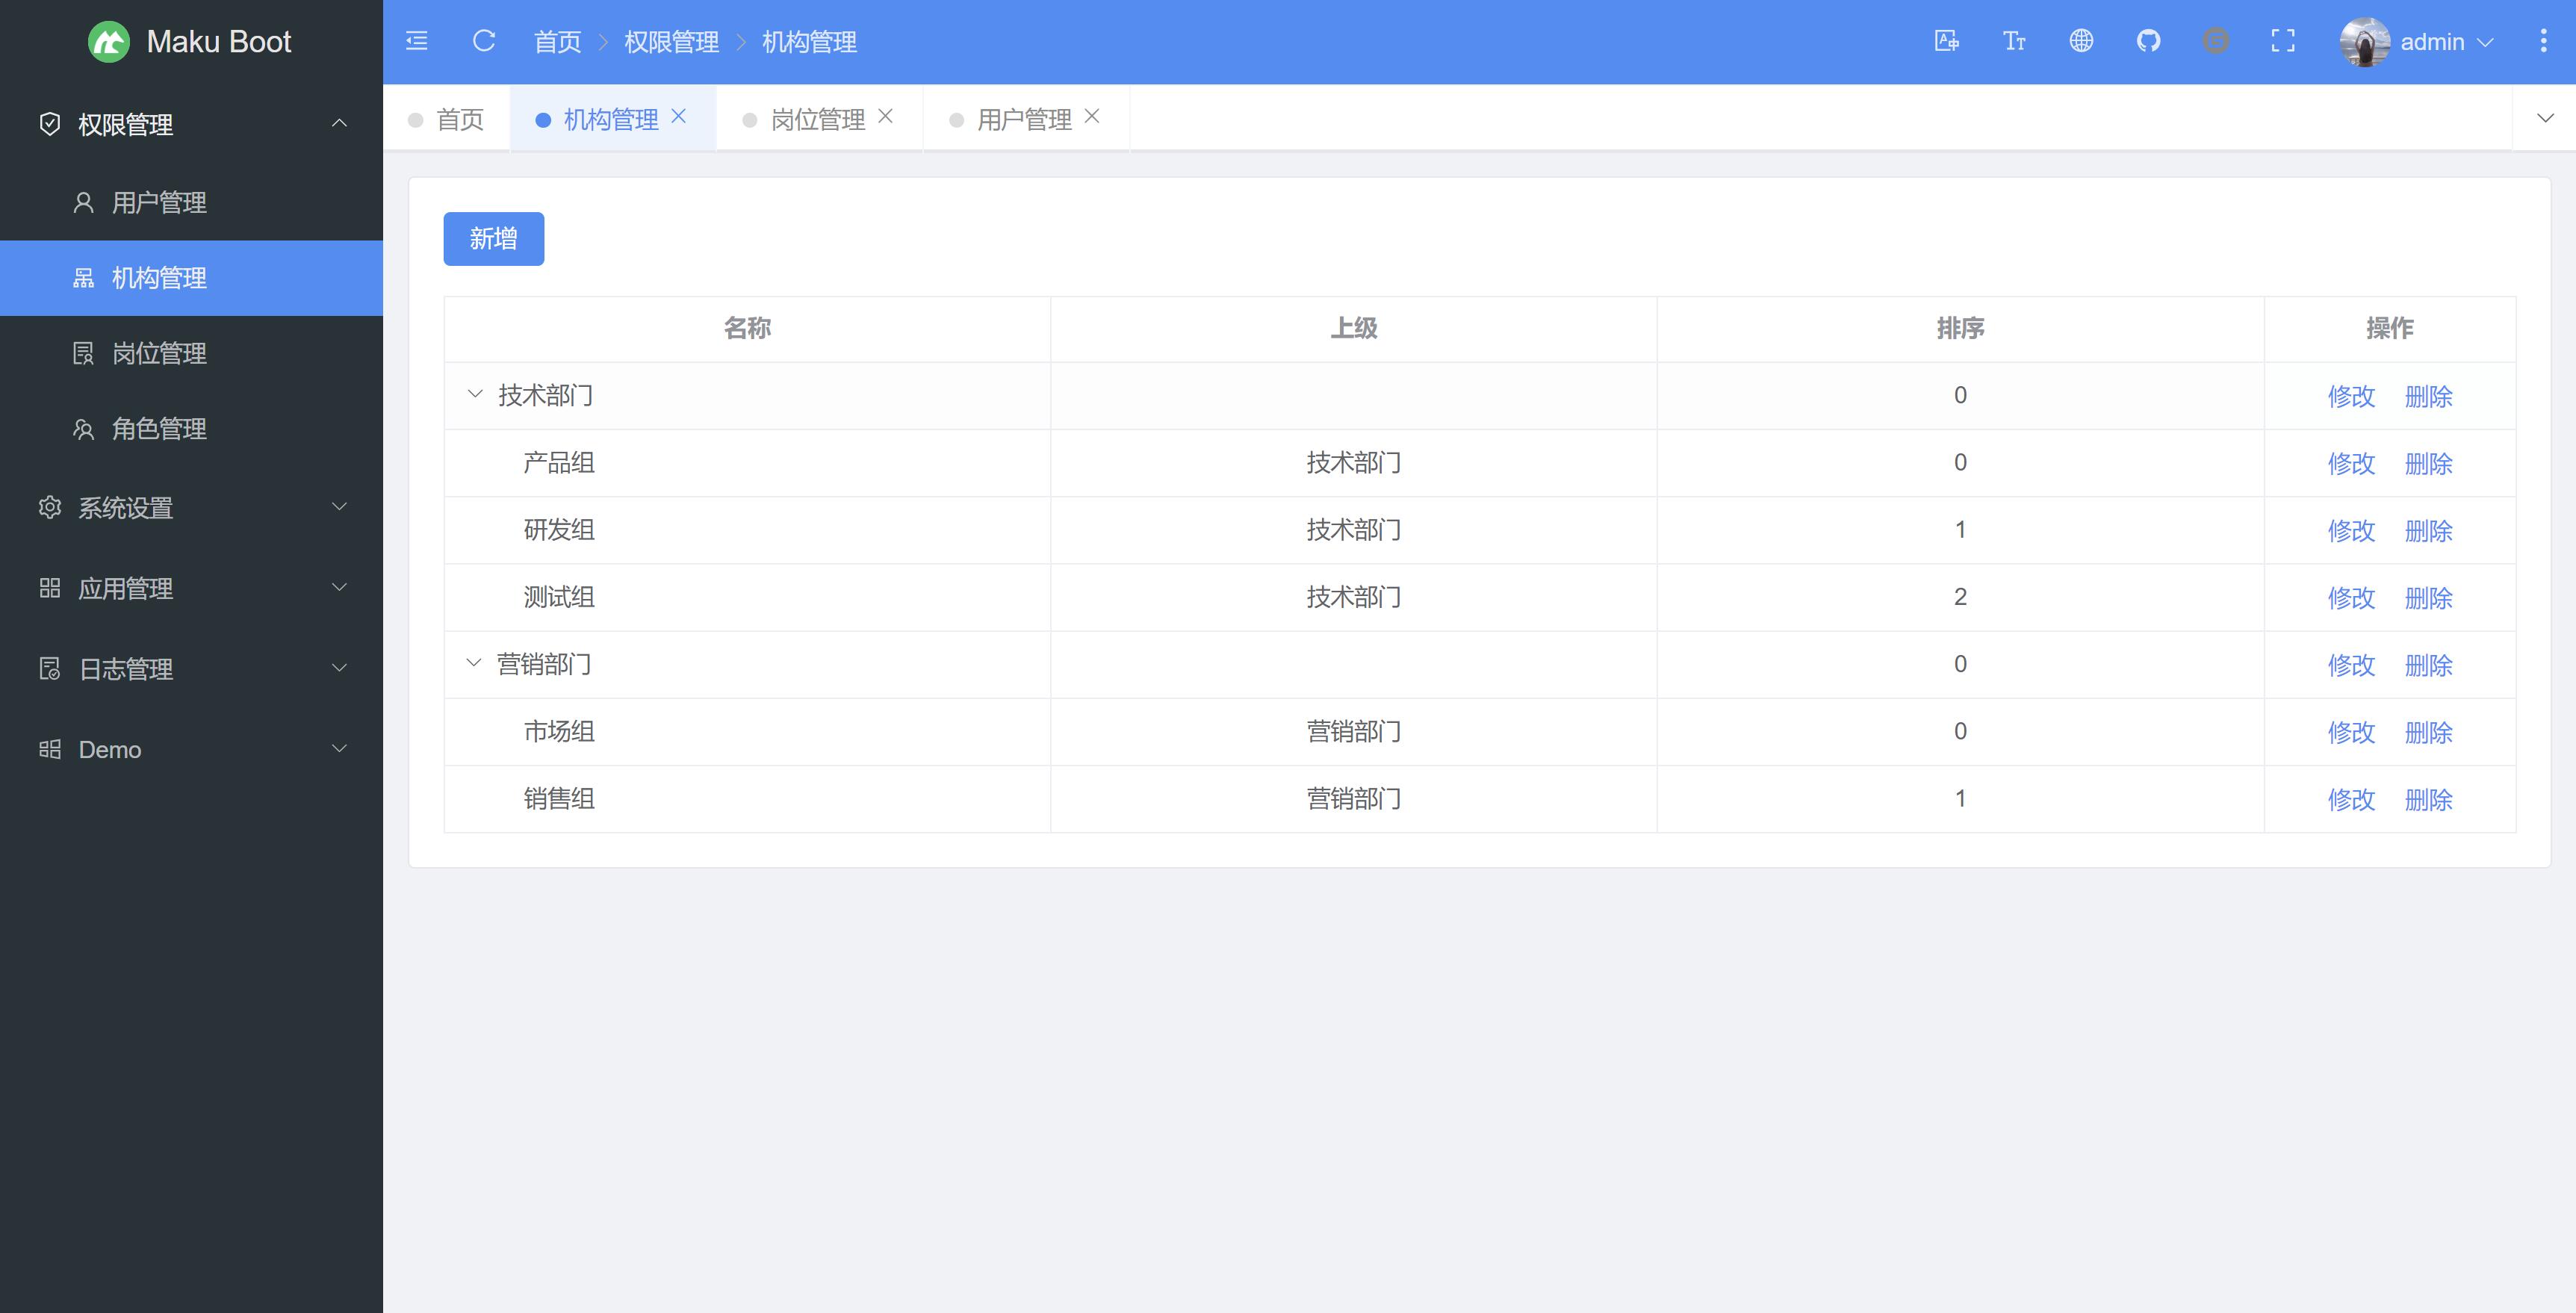 Maku Boot
首页 权限管理 机构管理
admin
首页 机构管理 岗位管理 用户管理
权限管理
用户管理
机构管理
岗位管理
角色管理
系统设置
应用管理
日志管理
Demo
新增
名称 上级 排序 操作
技术部门 0 修改 删除
产品组 技术部门 0 修改 删除
研发组 技术部门 1 修改 删除
测试组 技术部门 2 修改 删除
营销部门 0 修改 删除
市场组 营销部门 0 修改 删除
销售组 营销部门 1 修改 删除